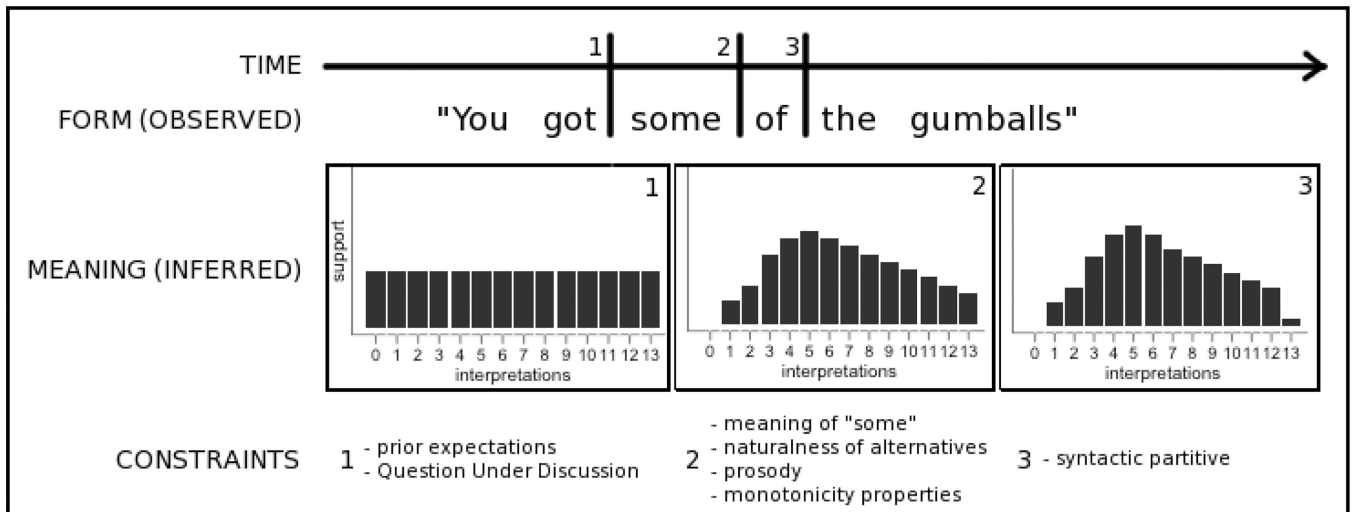 1 2 3
TIME
FORM (OBSERVED) "You got some of the gumballs"
MEANING (INFERRED)
1
support
0 1 2 3 4 5 6 7 8 9 10 11 12 13
interpretations
2
0 1 2 3 4 5 6 7 8 9 10 11 12 13
interpretations
3
0 1 2 3 4 5 6 7 8 9 10 11 12 13
interpretations
CONSTRAINTS
1 - prior expectations
- Question Under Discussion
2 - meaning of "some"
- naturalness of alternatives
- prosody
- monotonicity properties
3 - syntactic partitive